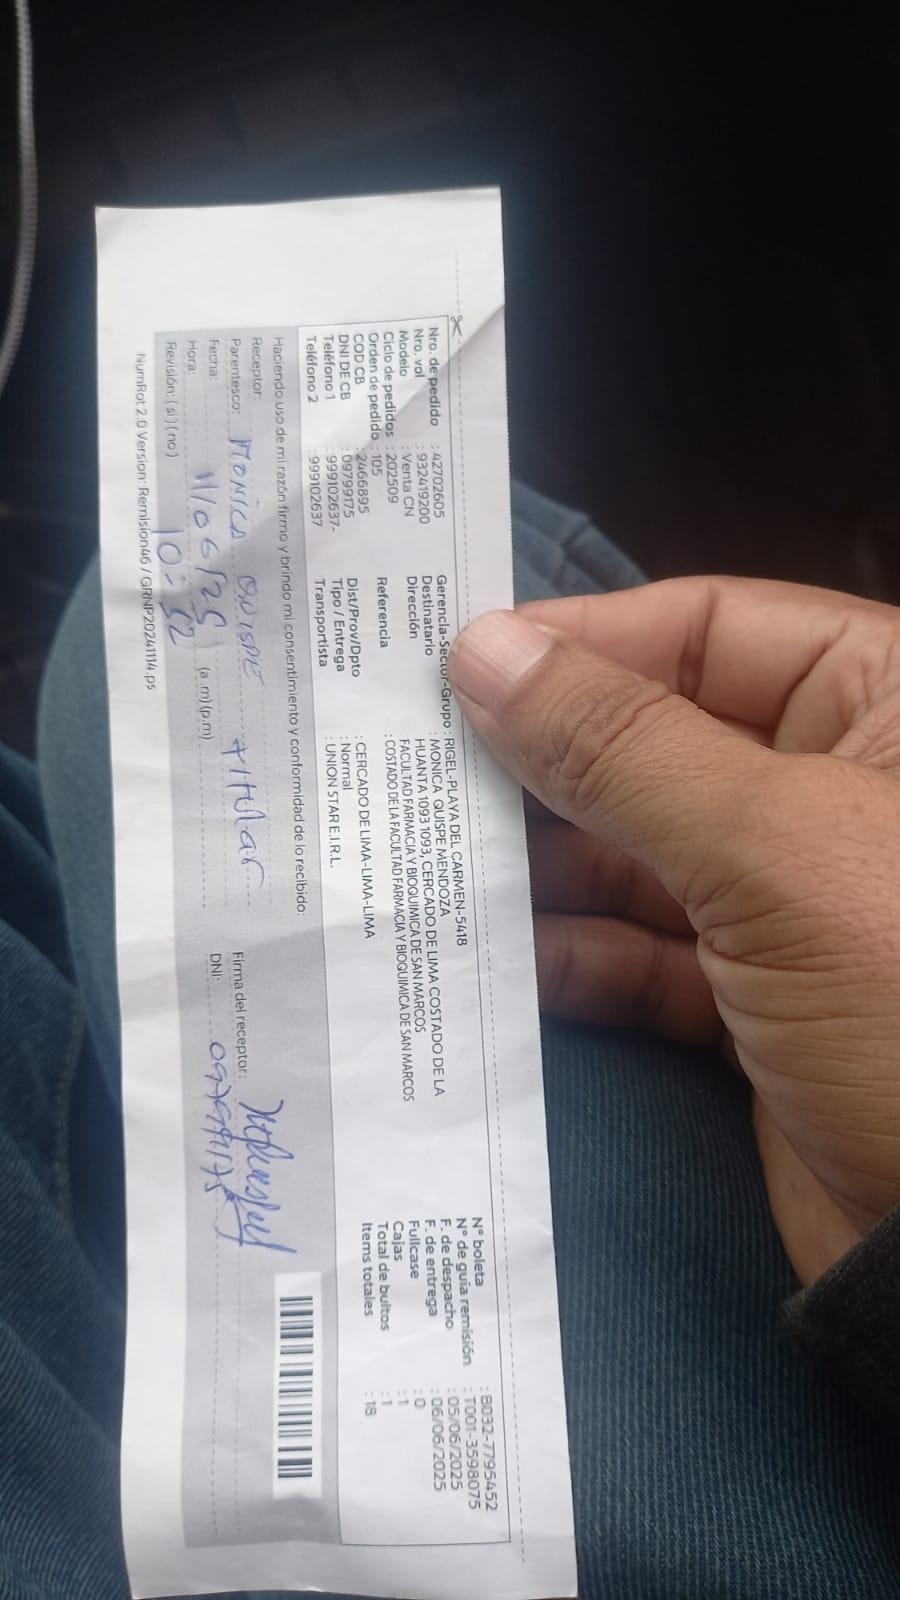 Nro. de pedido : 42702605
Nro. vol : 932419200
Modelo : Venta CN
Ciclo de pedidos : 202509
Orden de pedido : 105
COD CB : 2466895
DNI DE CB : 09799175
Teléfono 1 : 999102637-
Teléfono 2 : 999102637
Gerencia-Sector-Grupo : RIGEL-PLAYA DEL CARMEN-5418
Destinatario : MONICA QUISPE MENDOZA
Dirección HUANTA 1093 1093, CERCADO DE LIMA COSTADO DE LA
FACULTAD FARMACIA Y BIOQUIMICA DE SAN MARCOS
Referencia : COSTADO DE LA FACULTAD FARMACIA Y BIOQUIMICA DE SAN MARCOS
Dist/Prov/Dpto : CERCADO DE LIMA-LIMA-LIMA
Tipo / Entrega : Normal
Transportista : UNION STAR E.I.R.L.
N° boleta : B032-7795452
N° de guía remisión : T001-3598075
F. de despacho : 05/06/2025
F. de entrega : 06/06/2025
Fullcase : 0
Cajas : 1
Total de bultos : 1
Items totales : 18
Haciendo uso de mi razón firmo y brindo mi consentimiento y conformidad de lo recibido:
Receptor:
Parentesco: MONICA QUISPE titular
Firma del receptor:
Fecha: 11/06/25
DNI: 09799175
Hora: 10-52 (a.m)(p.m)
Revisión: (si) (no)
NumRot 2.0 Version: Remision46 / GRNP20241114.ps